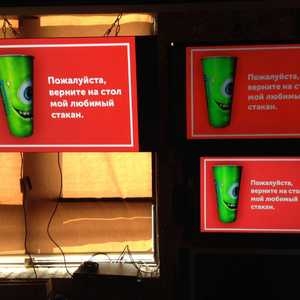 Пожалуйста,
верните на стол
мой любимый
стакан.
Пожалуйста,
верните на стол
мой любимый
стакан.
Пожалуйста,
верните на сто
мой любимый
стакан.